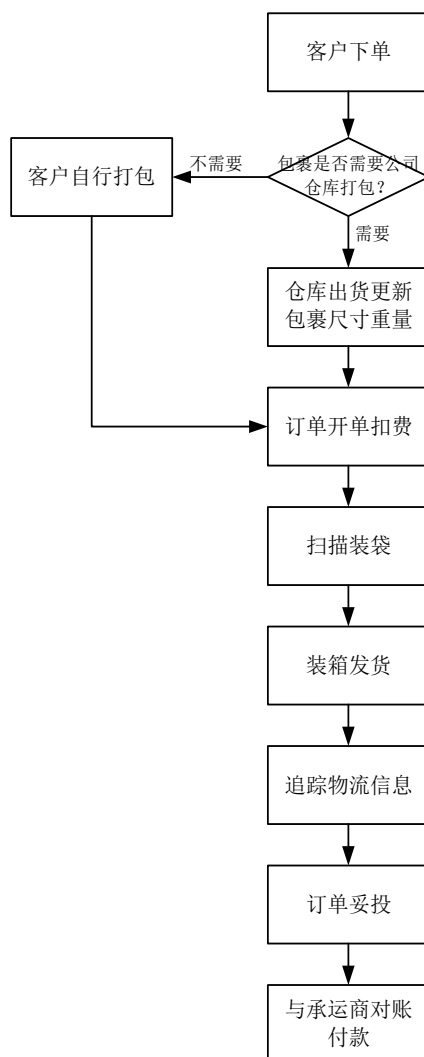 客户下单
包裹是否需要公司
仓库打包？
不需要
客户自行打包
需要
仓库出货更新
包裹尺寸重量
订单开单扣费
扫描装袋
装箱发货
追踪物流信息
订单妥投
与承运商对账
付款